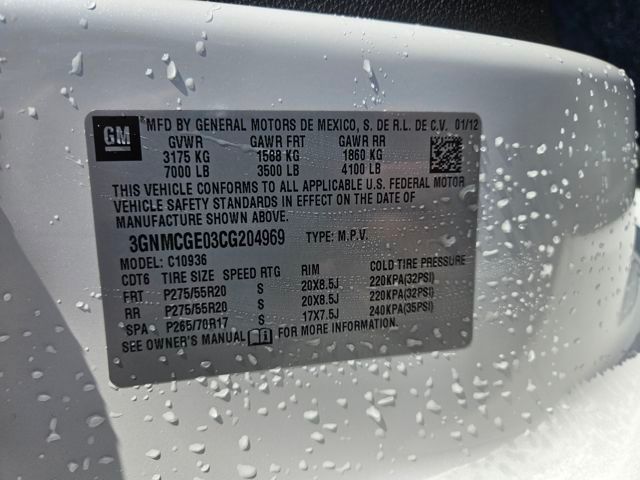 GM MFD BY GENERAL MOTORS DE MEXICO, S. DE R.L. DE C.V. 01/12
GVWR GAWR FRT GAWR RR
3175 KG 1588 KG 1860 KG
7000 LB 3500 LB 4100 LB
THIS VEHICLE CONFORMS TO ALL APPLICABLE U.S. FEDERAL MOTOR
VEHICLE SAFETY STANDARDS IN EFFECT ON THE DATE OF
MANUFACTURE SHOWN ABOVE.
3GNMCGE03CG204969 TYPE: M.P.V.
MODEL: C10936
CDT6 TIRE SIZE SPEED RTG RIM COLD TIRE PRESSURE
FRT P275/55R20 S 20X8.5J 220KPA(32PSI)
RR P275/55R20 S 20X8.5J 220KPA(32PSI)
SPA P265/70R17 S 17X7.5J 240KPA(35PSI)
SEE OWNER'S MANUAL FOR MORE INFORMATION.